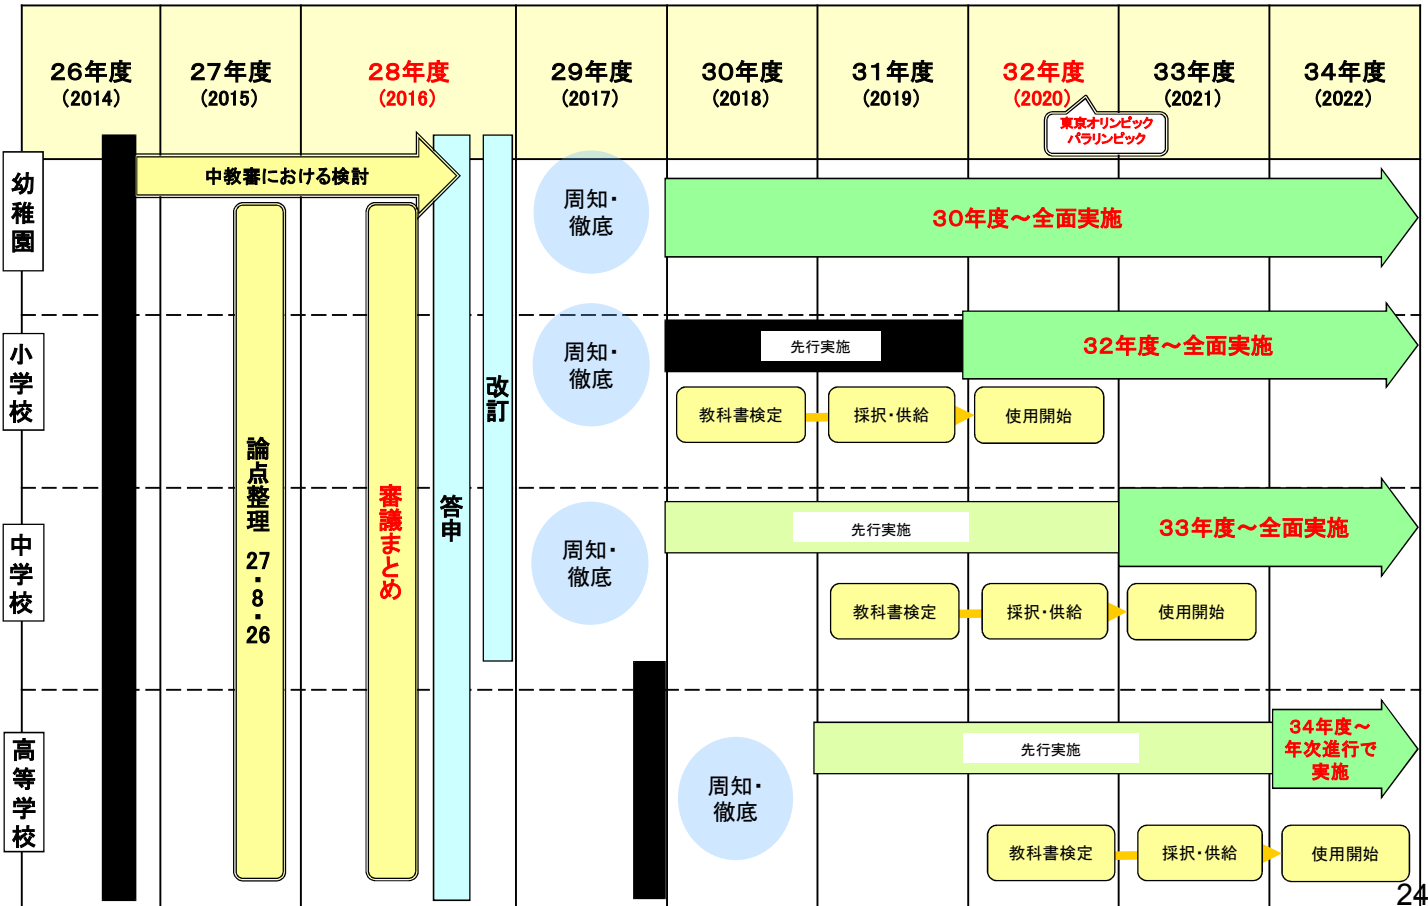 26年度
(2014)
27年度
(2015)
28年度
(2016)
29年度
(2017)
30年度
(2018)
31年度
(2019)
32年度
(2020)
33年度
(2021)
34年度
(2022)
東京オリンピック
パラリンピック
中教審における検討
論点整理 27・8・26
審議まとめ
答申
改訂
幼稚園
周知・
徹底
30年度～全面実施
小学校
周知・
徹底
先行実施
32年度～全面実施
教科書検定
採択・供給
使用開始
中学校
周知・
徹底
先行実施
33年度～全面実施
教科書検定
採択・供給
使用開始
高等学校
周知・
徹底
先行実施
34年度～
年次進行で
実施
教科書検定
採択・供給
使用開始
24